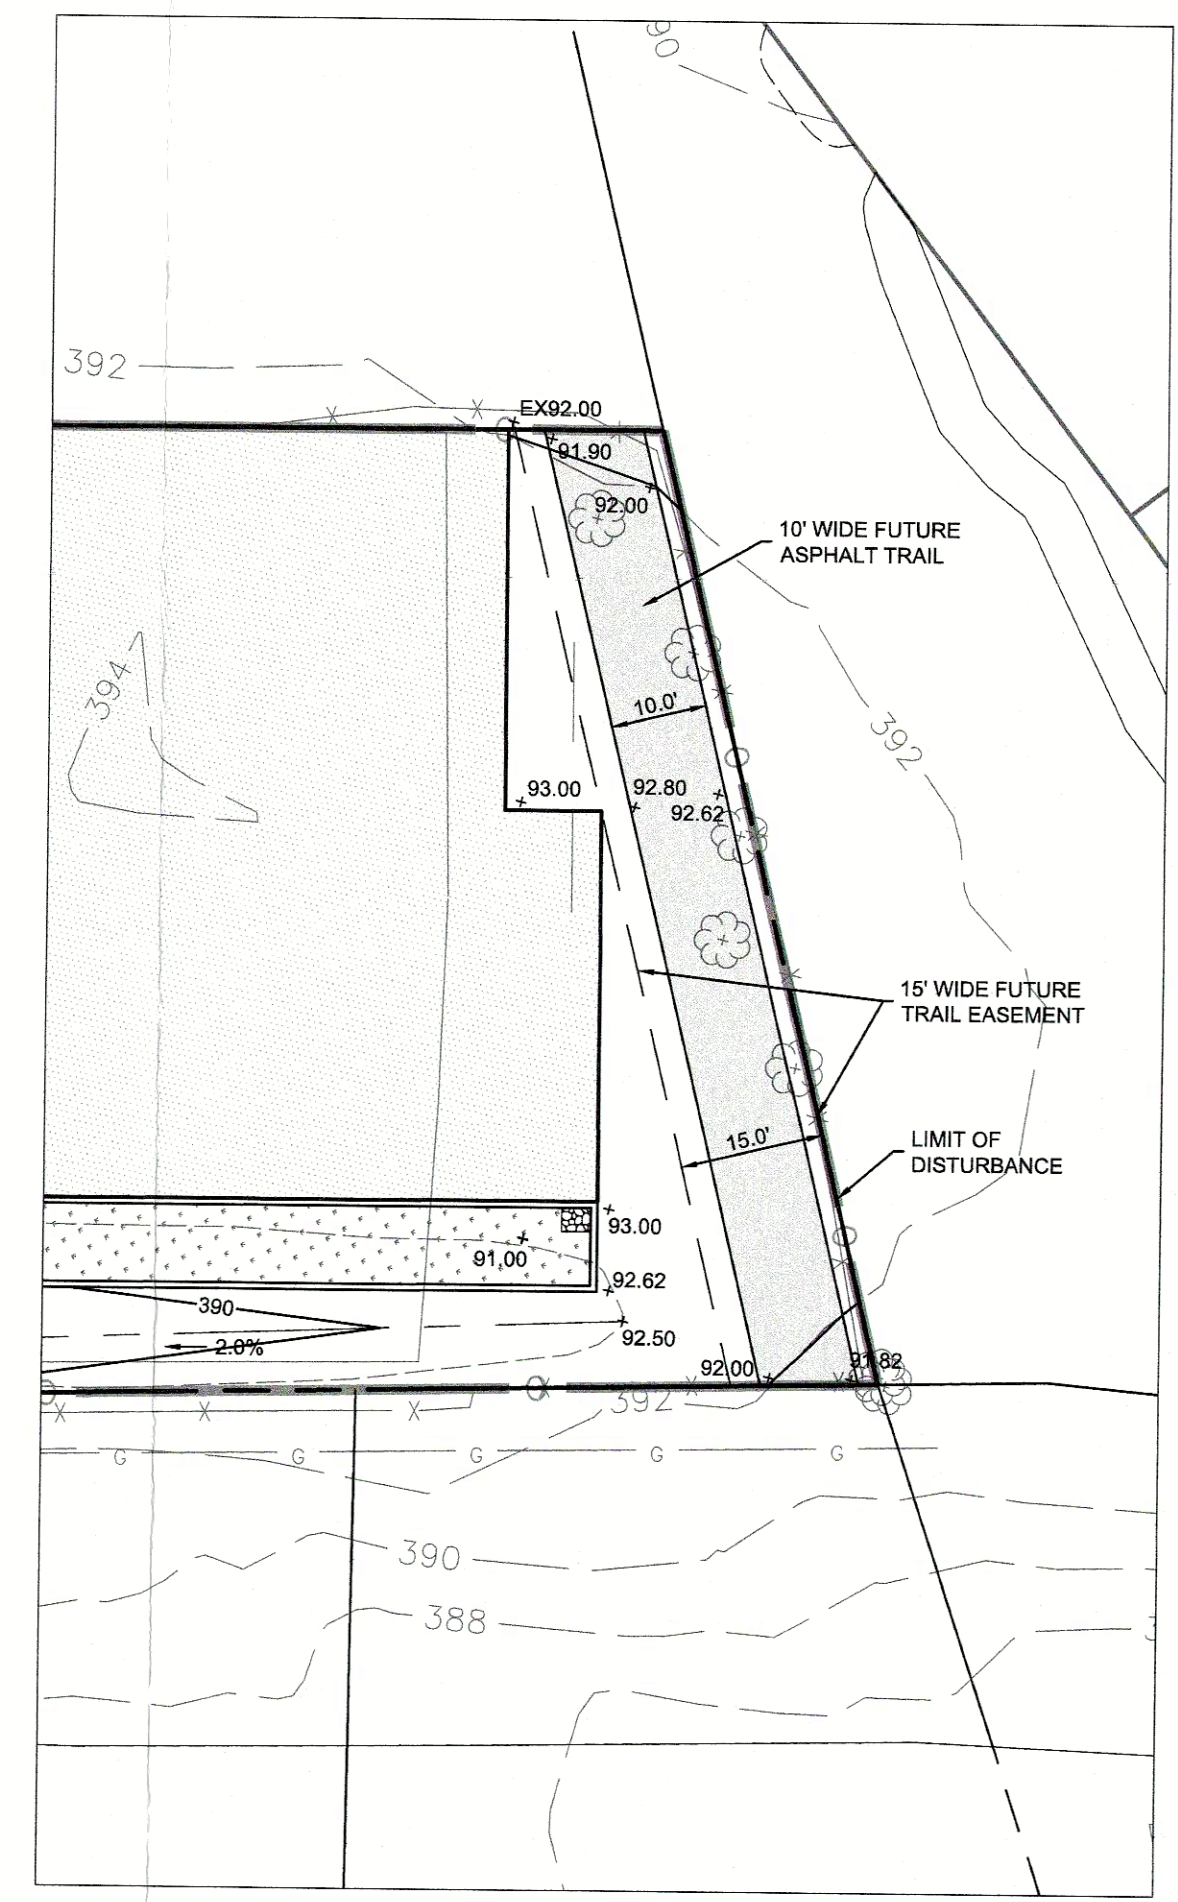 90
392
EX92.00
91.90
92.00
10' WIDE FUTURE
ASPHALT TRAIL
394
10.0'
392
93.00
92.80
92.62
15' WIDE FUTURE
TRAIL EASEMENT
15.0'
LIMIT OF
DISTURBANCE
93.00
91.00
92.62
390
92.50
2.0%
92.00
91.82
392
G G G G G
390
388